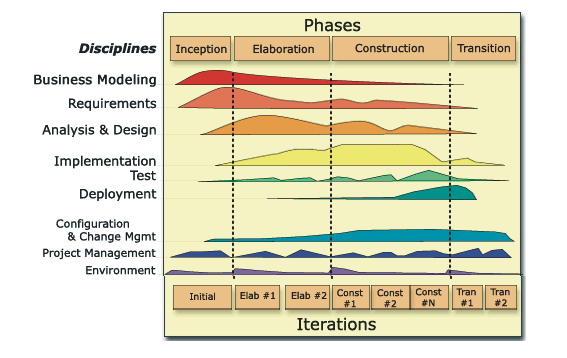 Phases
Disciplines
Inception
Elaboration
Construction
Transition
Business Modeling
Requirements
Analysis & Design
Implementation
Test
Deployment
Configuration
& Change Mgmt
Project Management
Environment
Initial
Elab #1
Elab #2
Const
#1
Const
#2
Const
#N
Tran
#1
Tran
#2
Iterations